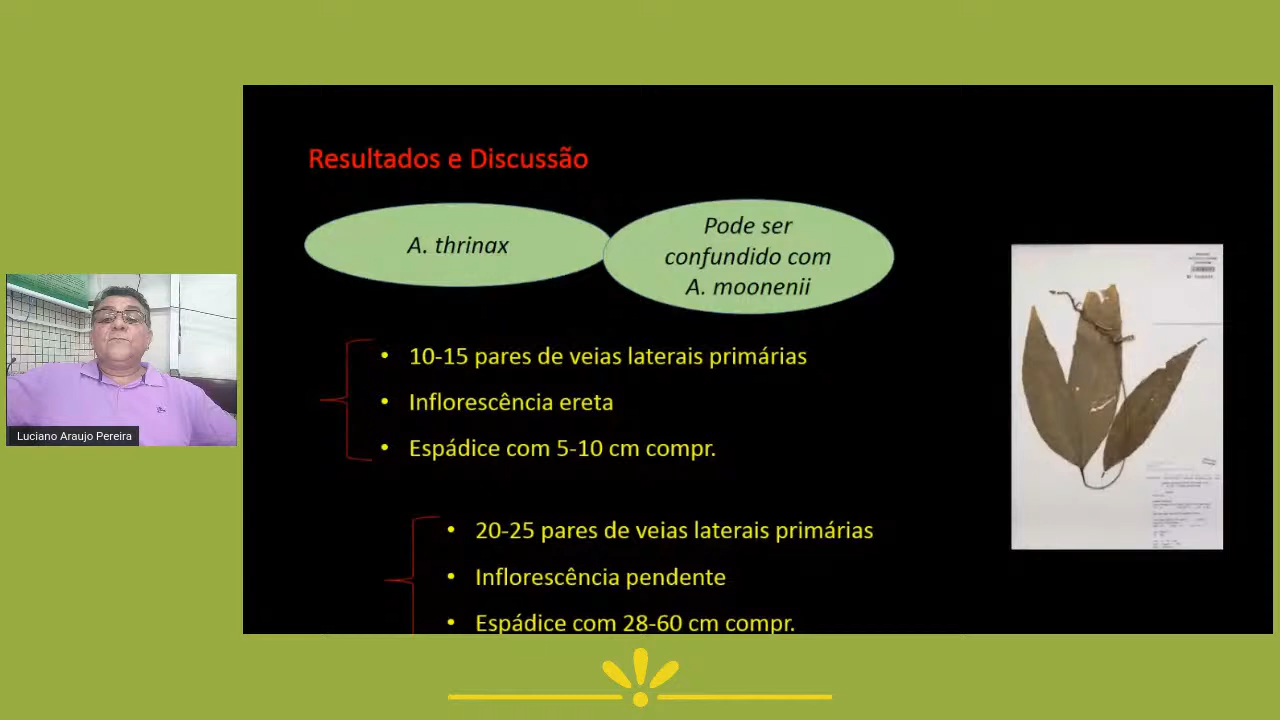 Resultados e Discussão
A. thrinax
Pode ser
confundido com
A. moonenii
• 10-15 pares de veias laterais primárias
• Inflorescência ereta
• Espádice com 5-10 cm compr.
• 20-25 pares de veias laterais primárias
• Inflorescência pendente
• Espádice com 28-60 cm compr.
Luciano Araujo Pereira